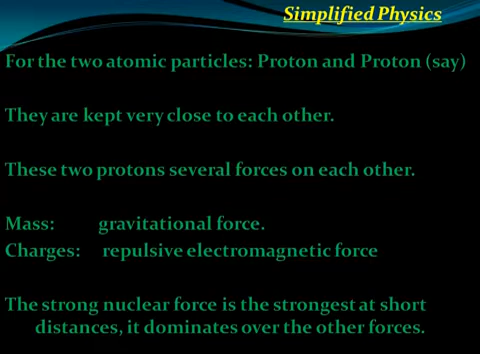 Simplified Physics
For the two atomic particles: Proton and Proton (say)
They are kept very close to each other.
These two protons several forces on each other.
Mass: gravitational force.
Charges: repulsive electromagnetic force
The strong nuclear force is the strongest at short
distances, it dominates over the other forces.